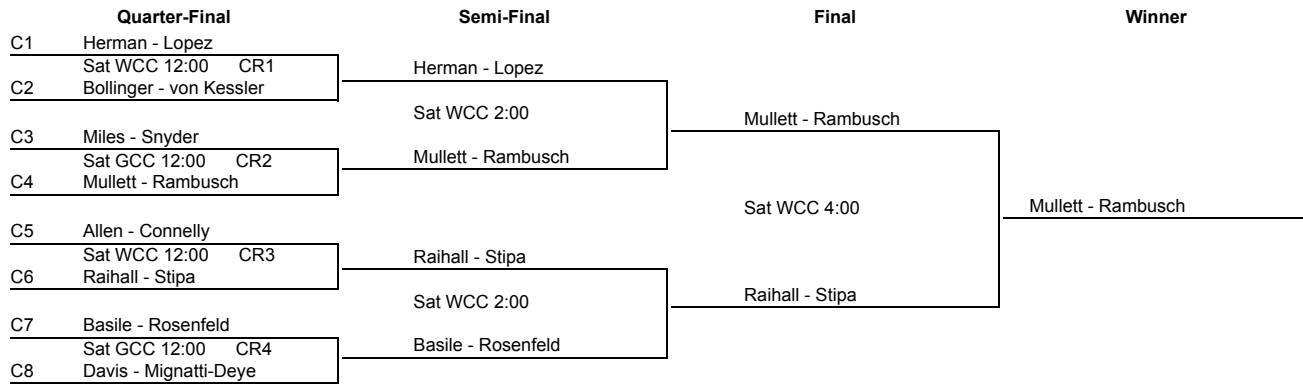 Quarter-Final Semi-Final Final Winner
C1 Herman - Lopez
Sat WCC 12:00 CR1
Herman - Lopez
C2 Bollinger - von Kessler
Sat WCC 2:00
Mullett - Rambusch
C3 Miles - Snyder
Sat GCC 12:00 CR2
Mullett - Rambusch
C4 Mullett - Rambusch
Sat WCC 4:00
Mullett - Rambusch
C5 Allen - Connelly
Sat WCC 12:00 CR3
Raihall - Stipa
C6 Raihall - Stipa
Sat WCC 2:00
Raihall - Stipa
C7 Basile - Rosenfeld
Sat GCC 12:00 CR4
Basile - Rosenfeld
C8 Davis - Mignatti-Deye